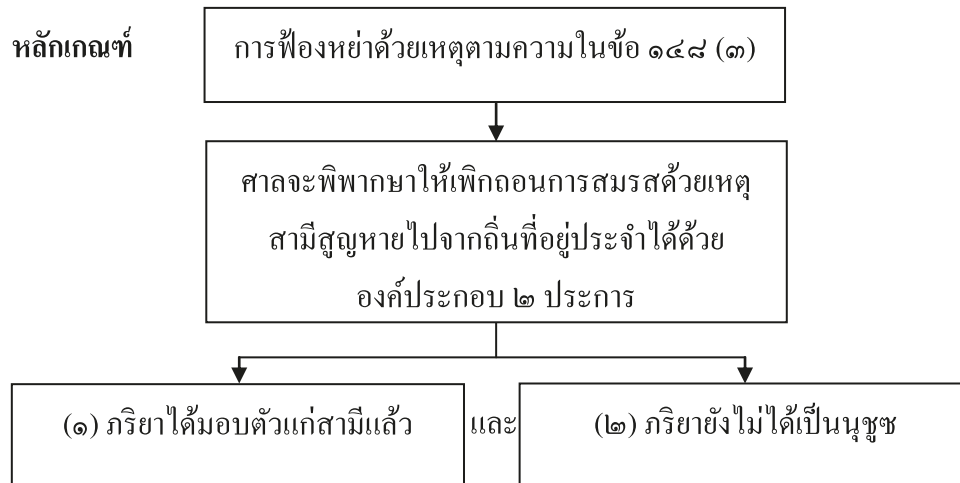 หลักเกณฑ์
การฟ้องหย่าด้วยเหตุตามความในข้อ ๑๔๘ (๓)
ศาลจะพิพากษาให้เพิกถอนการสมรสด้วยเหตุ
สามีสูญหายไปจากถิ่นที่อยู่ประจำได้ด้วย
องค์ประกอบ ๒ ประการ
(๑) ภริยาได้มอบตัวแก่สามีแล้ว
และ
(๒) ภริยายังไม่ได้เป็นนุชูซ